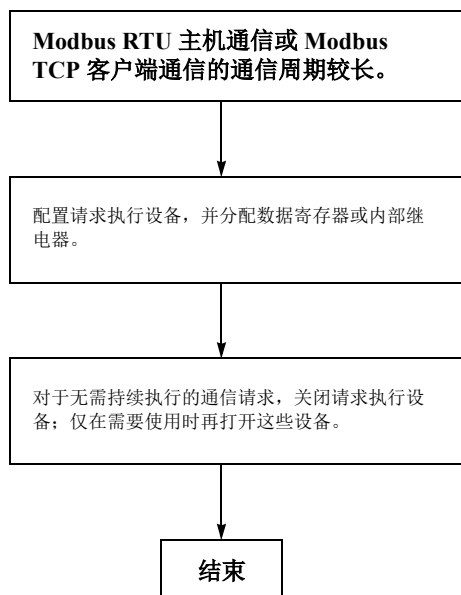 Modbus RTU 主机通信或 Modbus
TCP 客户端通信的通信周期较长。
配置请求执行设备，并分配数据寄存器或内部继
电器。
对于无需持续执行的通信请求，关闭请求执行设
备；仅在需要使用时再打开这些设备。
结束